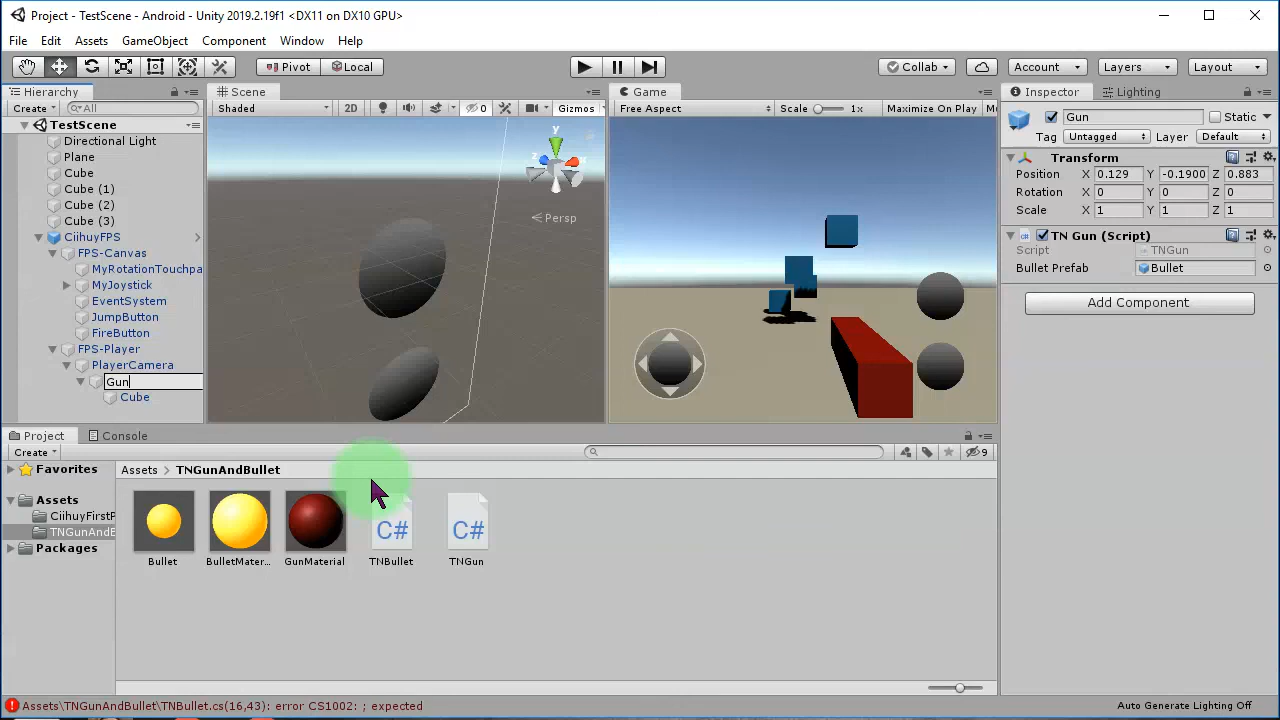 Project - TestScene - Android - Unity 2019.2.19f1 <DX11 on DX10 GPU>
File Edit Assets GameObject Component Window Help
Pivot Local Collab Account Layers Layout
Hierarchy Scene Game Inspector Lighting
Create All Shaded 2D 0 Gizmos Free Aspect Scale 1x Maximize On Play M
Gun Static
Tag Untagged Layer Default
TestScene
Directional Light
Plane
Cube
Cube (1)
Cube (2)
Cube (3)
CiihuyFPS
FPS-Canvas
MyRotationTouchpa
MyJoystick
EventSystem
JumpButton
FireButton
FPS-Player
PlayerCamera
Gun
Cube
y
Persp
Transform
Position X 0.129 Y -0.1900 Z 0.883
Rotation X 0 Y 0 Z 0
Scale X 1 Y 1 Z 1
TN Gun (Script)
Script TNGun
Bullet Prefab Bullet
Add Component
Project Console
Create 9
Favorites
Assets
CiihuyFirstP
TNGunAndB
Packages
Assets > TNGunAndBullet
C# C#
Bullet BulletMater... GunMaterial TNBullet TNGun
Assets\TNGunAndBullet\TNBullet.cs(16,43): error CS1002: ; expected
Auto Generate Lighting Off